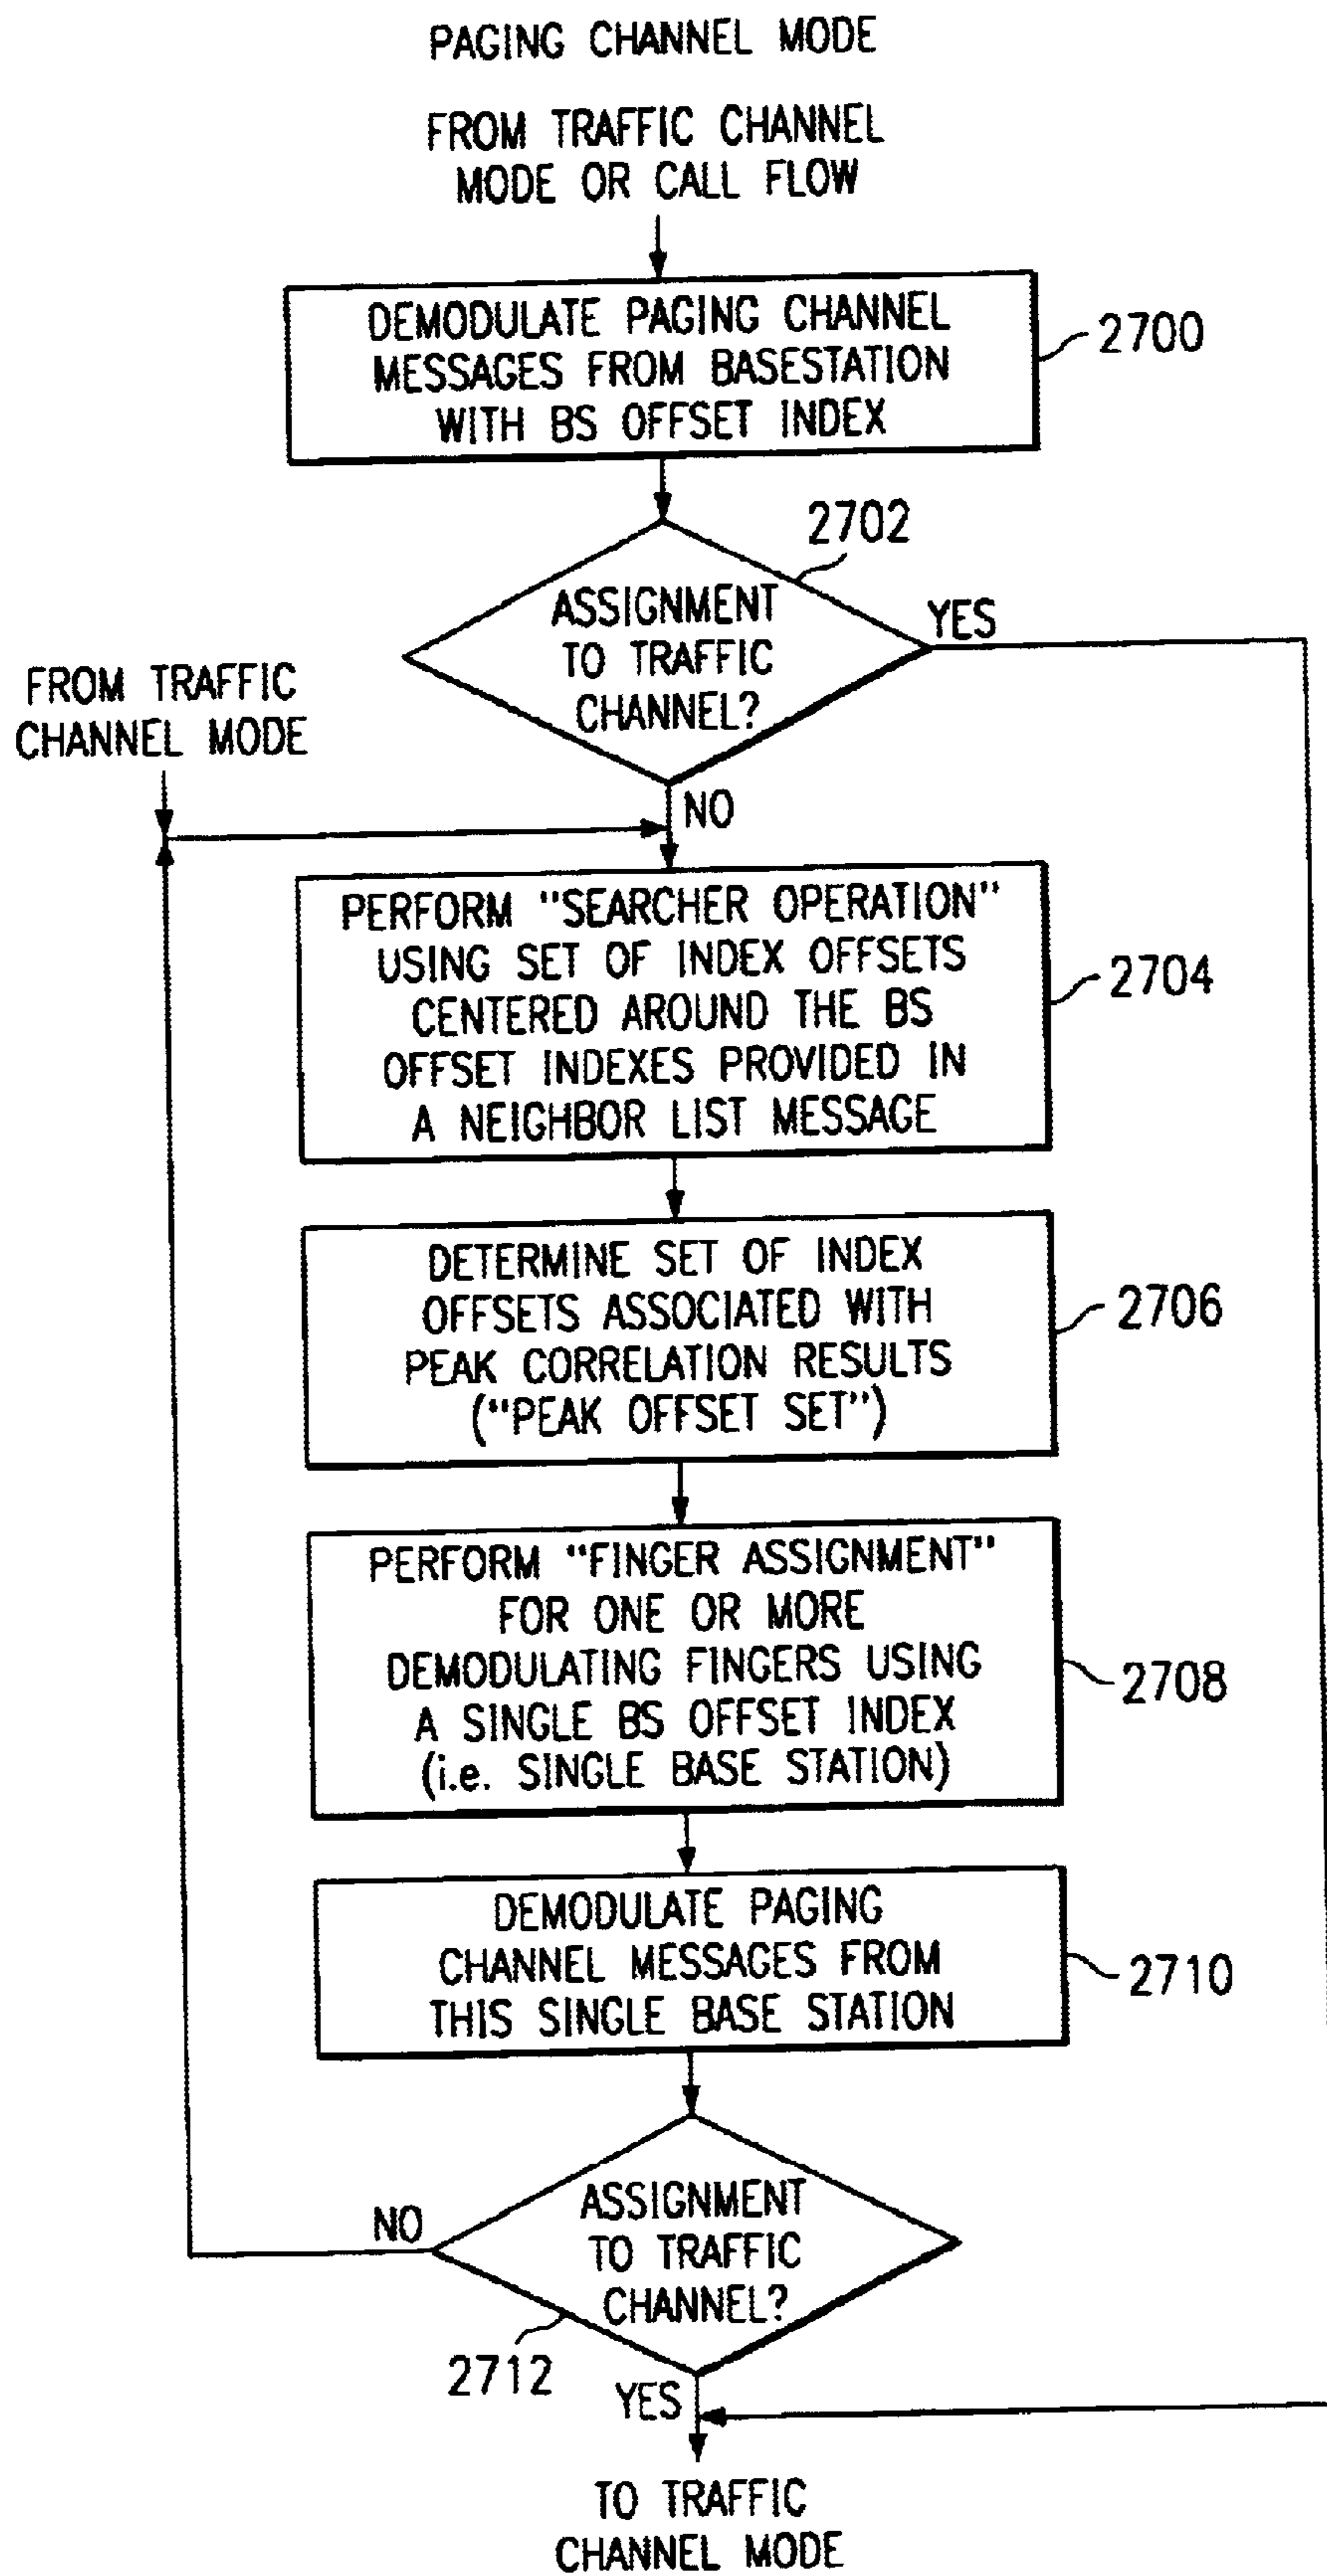 PAGING CHANNEL MODE
FROM TRAFFIC CHANNEL
MODE OR CALL FLOW
DEMODULATE PAGING CHANNEL
MESSAGES FROM BASESTATION
WITH BS OFFSET INDEX
2700
2702
ASSIGNMENT
TO TRAFFIC
CHANNEL?
YES
FROM TRAFFIC
CHANNEL MODE
NO
PERFORM "SEARCHER OPERATION"
USING SET OF INDEX OFFSETS
CENTERED AROUND THE BS
OFFSET INDEXES PROVIDED IN
A NEIGHBOR LIST MESSAGE
2704
DETERMINE SET OF INDEX
OFFSETS ASSOCIATED WITH
PEAK CORRELATION RESULTS
("PEAK OFFSET SET")
2706
PERFORM "FINGER ASSIGNMENT"
FOR ONE OR MORE
DEMODULATING FINGERS USING
A SINGLE BS OFFSET INDEX
(i.e. SINGLE BASE STATION)
2708
DEMODULATE PAGING
CHANNEL MESSAGES FROM
THIS SINGLE BASE STATION
2710
NO
ASSIGNMENT
TO TRAFFIC
CHANNEL?
2712
YES
TO TRAFFIC
CHANNEL MODE